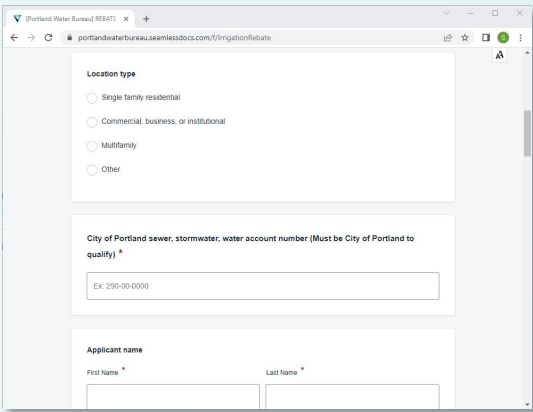 [Portland Water Bureau] REBATE
portlandwaterbureau.seamlessdocs.com/f/IrrigationRebate
S
Location type
Single family residential
Commercial, business, or institutional
Multifamily
Other
City of Portland sewer, stormwater, water account number (Must be City of Portland to
qualify) *
Ex. 290-00-0000
Applicant name
First Name * Last Name *